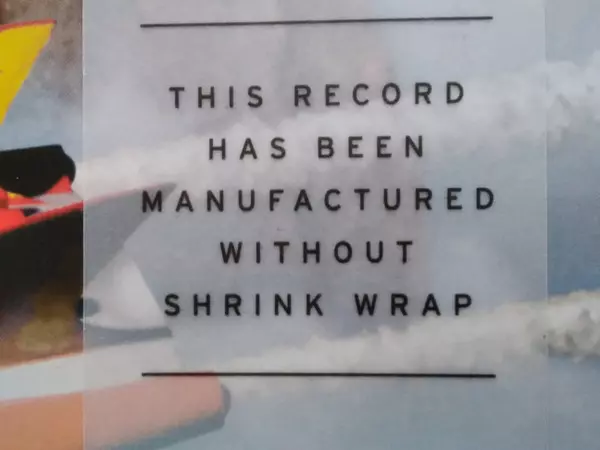 THIS RECORD
HAS BEEN
MANUFACTURED
WITHOUT
SHRINK WRAP